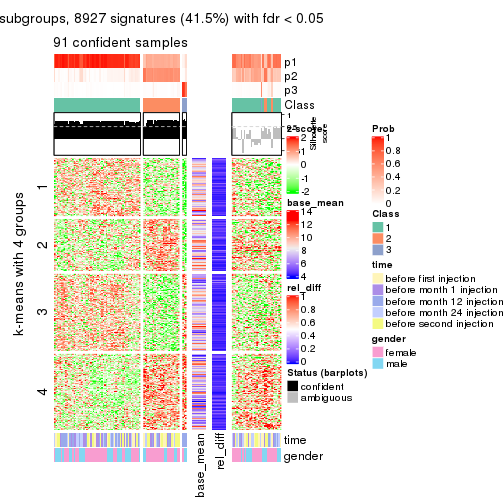 subgroups, 8927 signatures (41.5%) with fdr < 0.05
91 confident samples
p1
p2
p3
Class
1
Silhouette
score
z-score
2
1
0
-1
-2
base_mean
14
12
10
8
6
4
rel_diff
1
0.8
0.6
0.4
0.2
0
Status (barplots)
confident
ambiguous
Prob
1
0.8
0.6
0.4
0.2
0
Class
1
2
3
time
before first injection
before month 1 injection
before month 12 injection
before month 24 injection
before second injection
gender
female
male
k-means with 4 groups
1
2
3
4
time
gender
base_mean
rel_diff